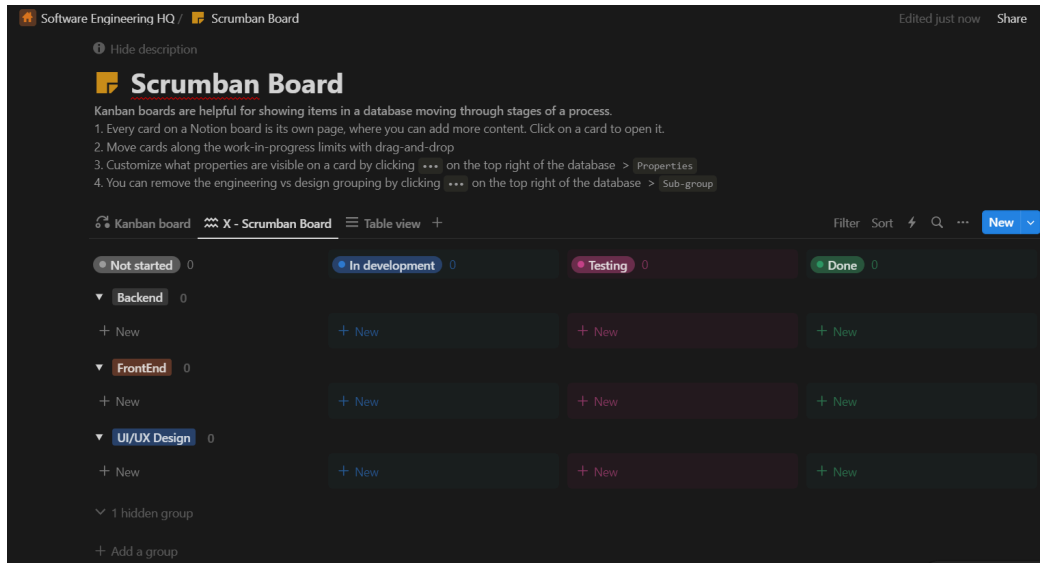 Software Engineering HQ / Scrumban Board Edited just now Share
Hide description
Scrumban Board
Kanban boards are helpful for showing items in a database moving through stages of a process.
1. Every card on a Notion board is its own page, where you can add more content. Click on a card to open it.
2. Move cards along the work-in-progress limits with drag-and-drop
3. Customize what properties are visible on a card by clicking ••• on the top right of the database > Properties
4. You can remove the engineering vs design grouping by clicking ••• on the top right of the database > Sub-group
Kanban board X - Scrumban Board Table view + Filter Sort ••• New
Not started 0 In development 0 Testing 0 Done 0
Backend 0
+ New + New + New + New
FrontEnd 0
+ New + New + New + New
UI/UX Design 0
+ New + New + New + New
1 hidden group
+ Add a group